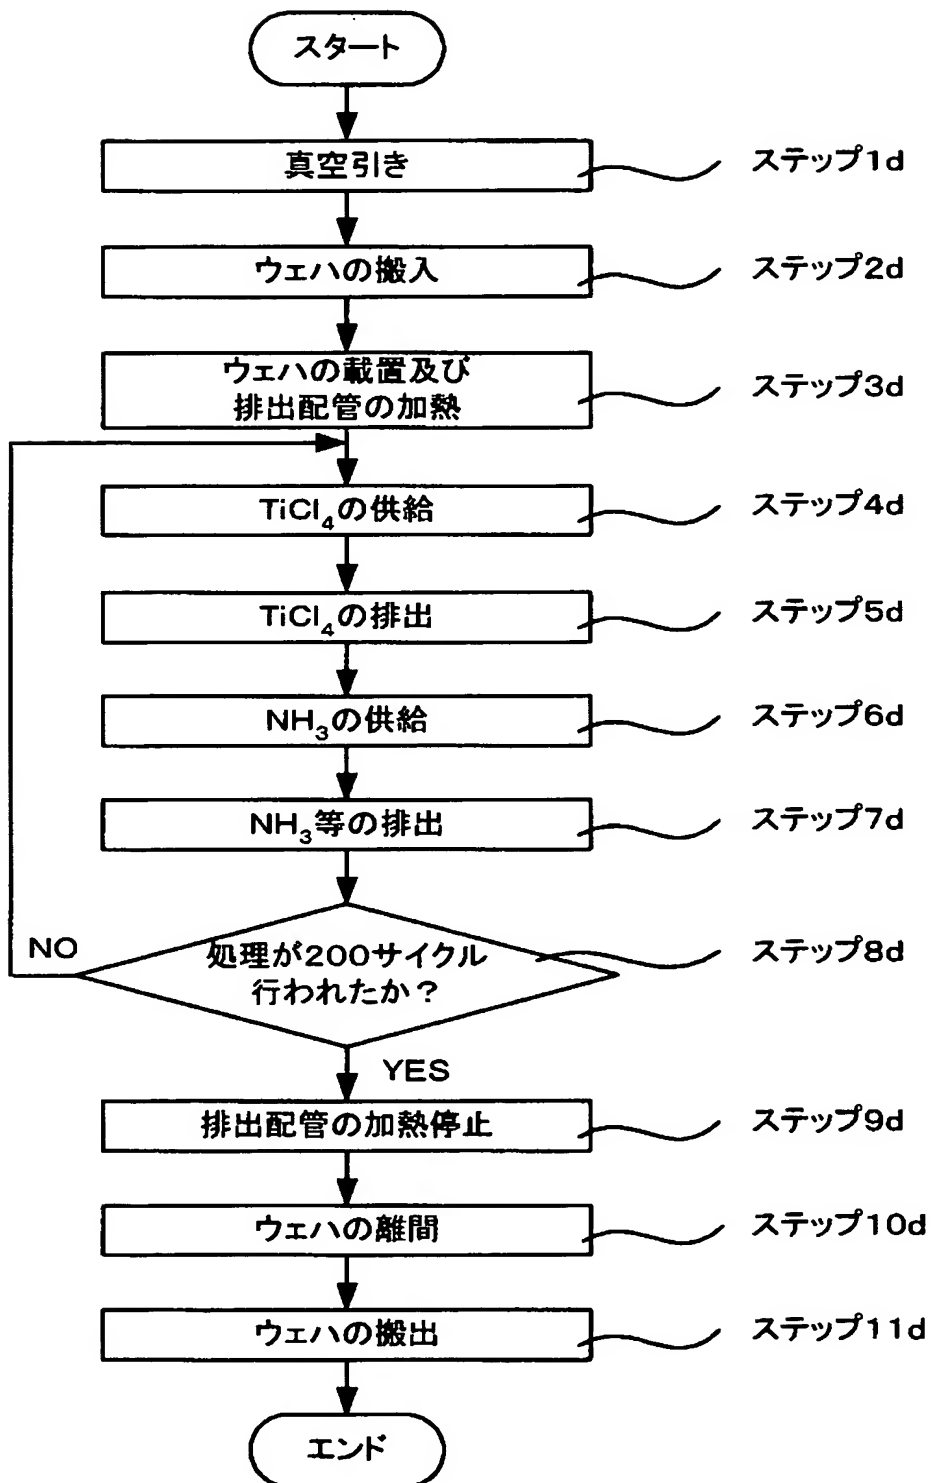 スタート
真空引き
ステップ1d
ウェハの搬入
ステップ2d
ウェハの載置及び
排出配管の加熱
ステップ3d
TiCl₄の供給
ステップ4d
TiCl₄の排出
ステップ5d
NH₃の供給
ステップ6d
NH₃等の排出
ステップ7d
NO
処理が200サイクル
行われたか？
ステップ8d
YES
排出配管の加熱停止
ステップ9d
ウェハの離間
ステップ10d
ウェハの搬出
ステップ11d
エンド